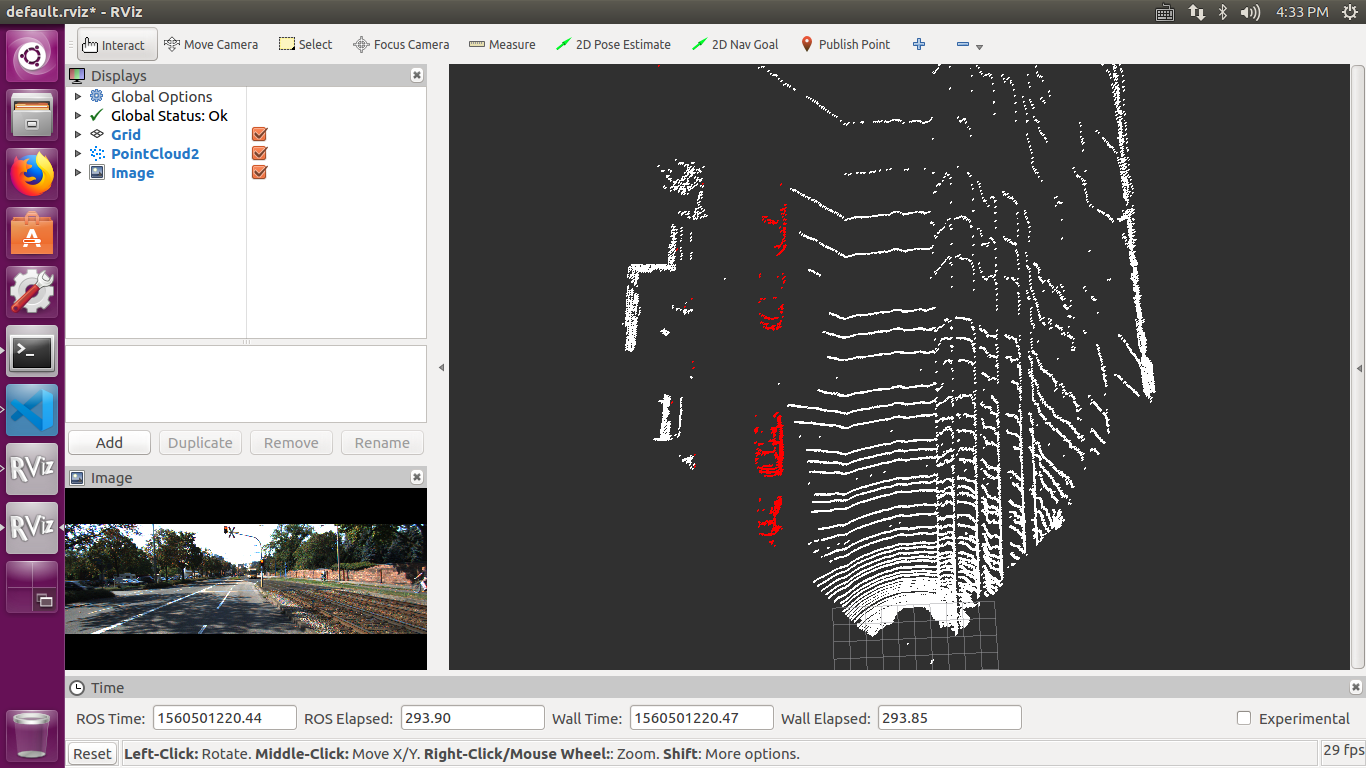 default.rviz* - RViz
4:33 PM
Interact
Move Camera
Select
Focus Camera
Measure
2D Pose Estimate
2D Nav Goal
Publish Point
Displays
Global Options
Global Status: Ok
Grid
PointCloud2
Image
Add
Duplicate
Remove
Rename
RViz
RViz
Image
Time
ROS Time: 1560501220.44 ROS Elapsed: 293.90 Wall Time: 1560501220.47 Wall Elapsed: 293.85 Experimental
Reset
Left-Click: Rotate. Middle-Click: Move X/Y. Right-Click/Mouse Wheel:: Zoom. Shift: More options.
29 fps